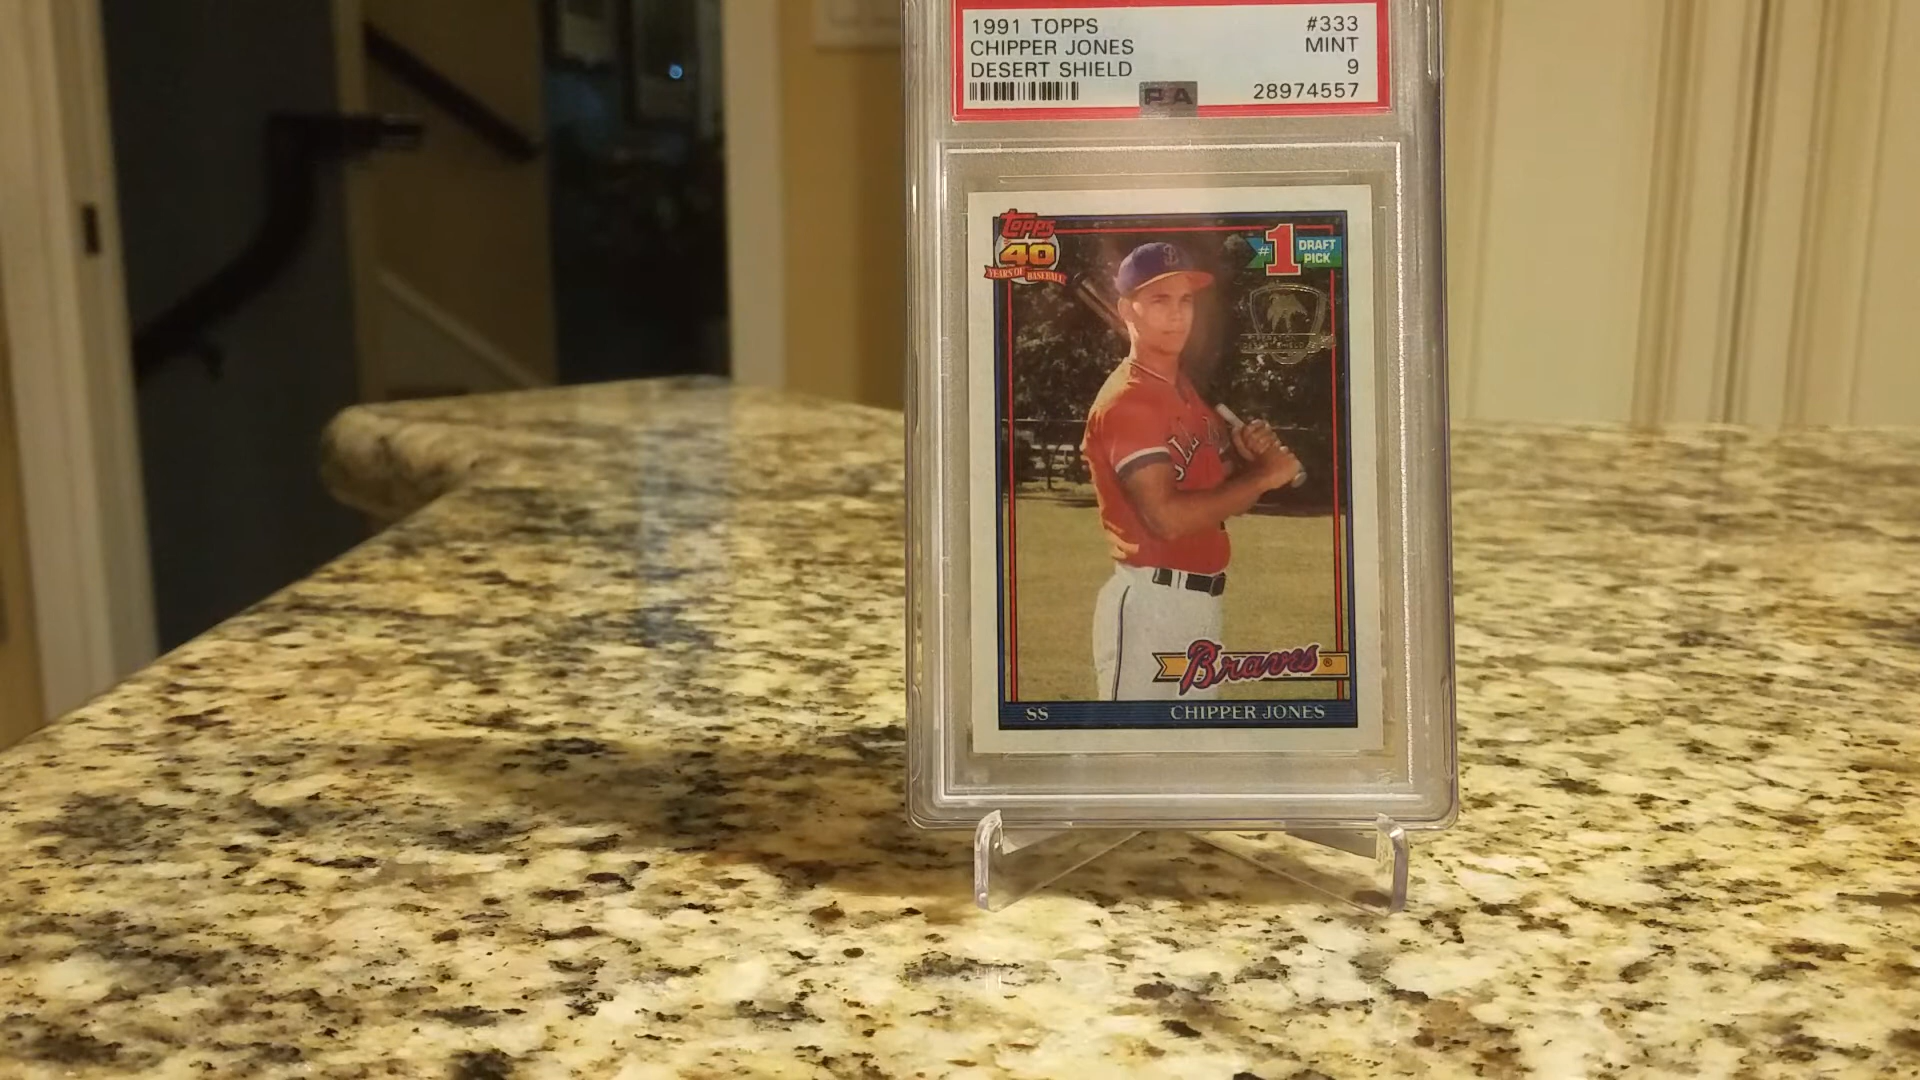 1991 TOPPS #333
CHIPPER JONES MINT
DESERT SHIELD 9
28974557
Topps
40
YEARS OF BASEBALL
#1 DRAFT
PICK
B
Braves®
SS CHIPPER JONES